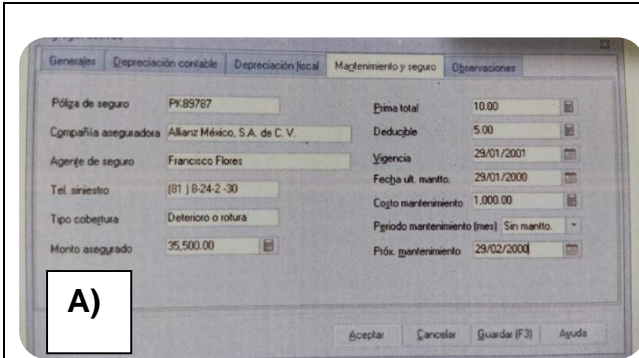 Generales Depreciación contable Depreciación fiscal Mantenimiento y seguro Observaciones
Póliza de seguro PK89787
Compañía aseguradora Allianz México, S.A. de C. V.
Agente de seguro Francisco Flores
Tel. siniestro (81 ) 8-24-2 -30
Tipo cobertura Deterioro o rotura
Monto asegurado 35,500.00
Prima total 10.00
Deducible 5.00
Vigencia 29/01/2001
Fecha ult. mantto. 29/01/2000
Costo mantenimiento 1,000.00
Periodo mantenimiento (mes) Sin mantto.
Próx. mantenimiento 29/02/2000
A)
Aceptar Cancelar Guardar (F3) Ayuda